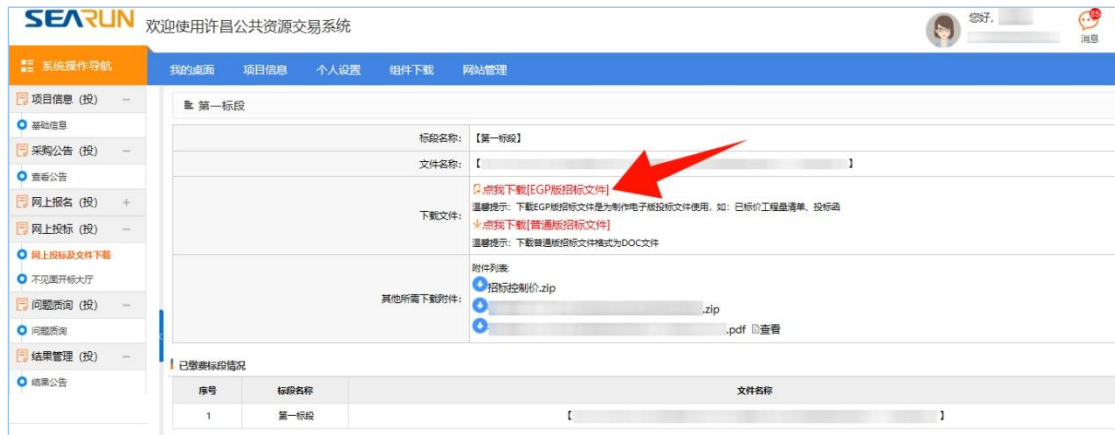 SEARUN 欢迎使用许昌公共资源交易系统
您好,
85
消息
系统操作导航
我的桌面 项目信息 个人设置 组件下载 网站管理
项目信息（投）
基础信息
采购公告（投）
查看公告
网上报名（投）
网上投标（投）
网上投标及文件下载
不见面开标大厅
问题质询（投）
问题质询
结果管理（投）
结果公告
第一标段
标段名称: 【第一标段】
文件名称: 【 】
下载文件:
点我下载[EGP版招标文件]
温馨提示：下载EGP版招标文件是为制作电子版投标文件使用，如：已标价工程量清单、投标函
点我下载[普通版招标文件]
温馨提示：下载普通版招标文件格式为DOC文件
其他所需下载附件:
附件列表:
招标控制价.zip
.zip
.pdf 查看
已缴费标段情况
序号 标段名称 文件名称
1 第一标段 【 】